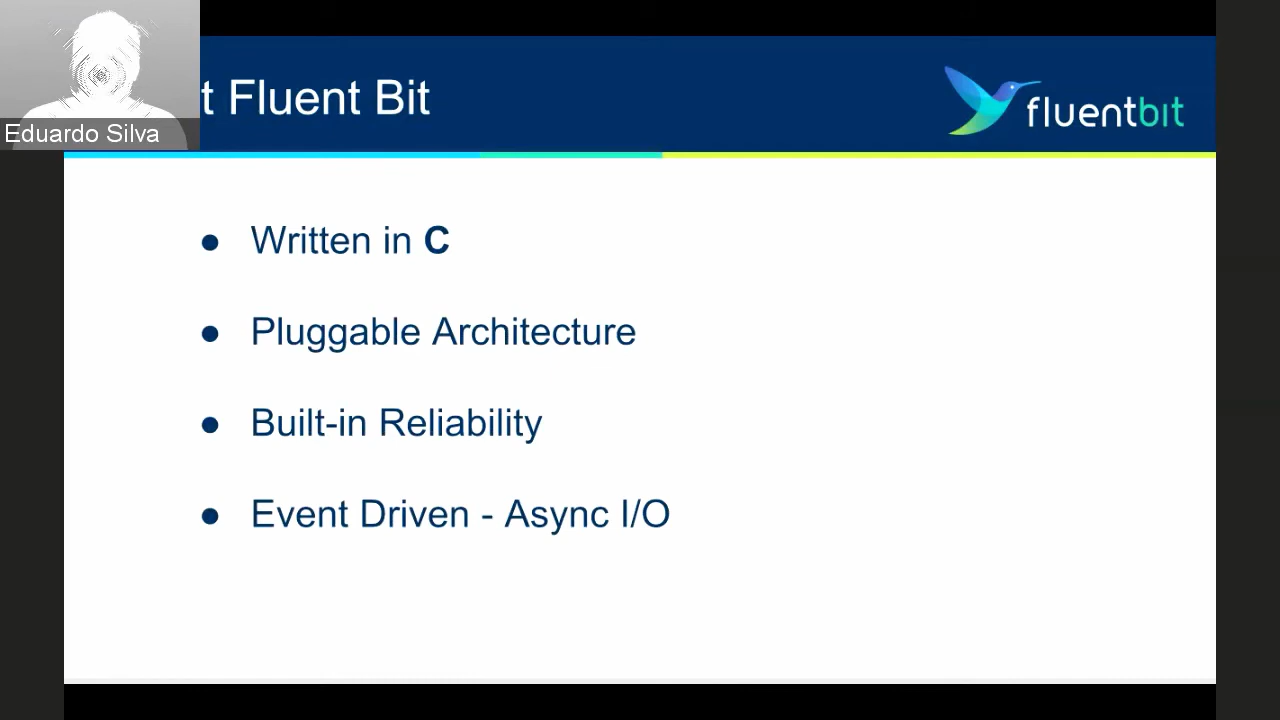 t Fluent Bit
fluentbit
Eduardo Silva
● Written in C
● Pluggable Architecture
● Built-in Reliability
● Event Driven - Async I/O